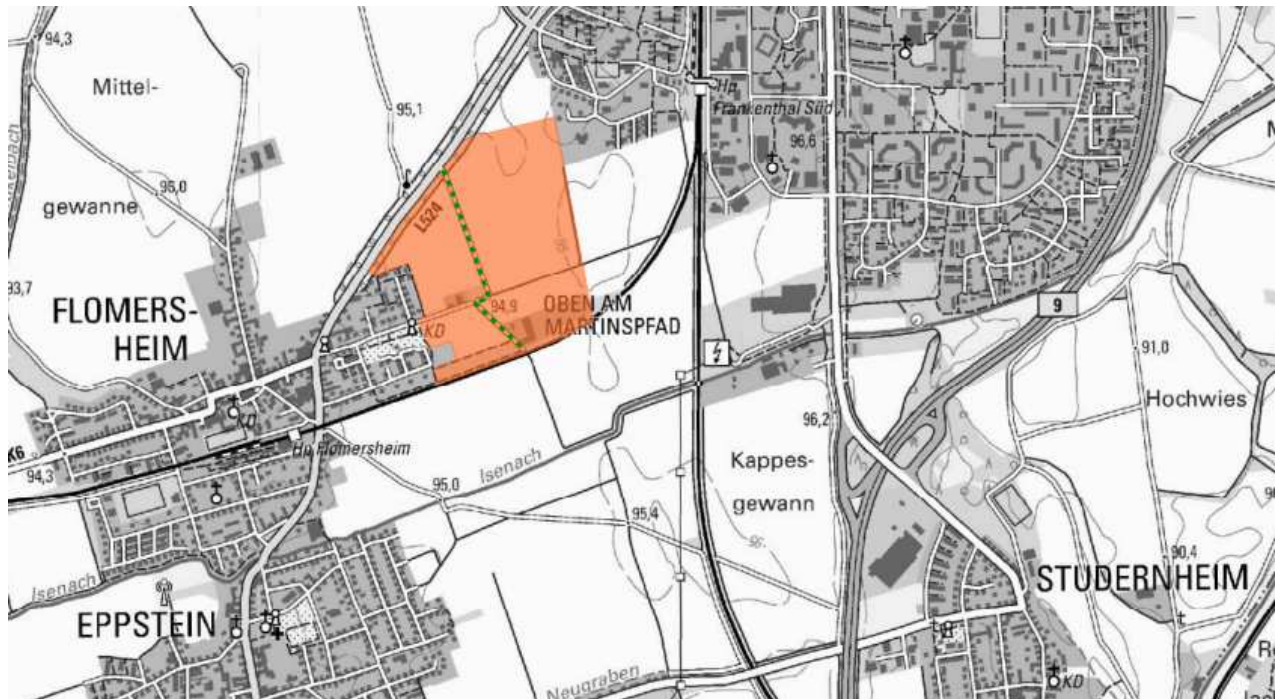 94,3
Mittel-
95,1
Hp
Frankenthal Süd
96,6
96,0
gewanne
L524
93,7
FLOMERS-
HEIM
94,9
OBEN AM
MARTINSPFAD
KD
9
91,0
Hochwies
KD
96,2
K6
94,3
Hp Flomersheim
Isenach
Kappes-
gewann
95,0
95,4
90,4
Isenach
STUDERNHEIM
EPPSTEIN
Neugraben
KD